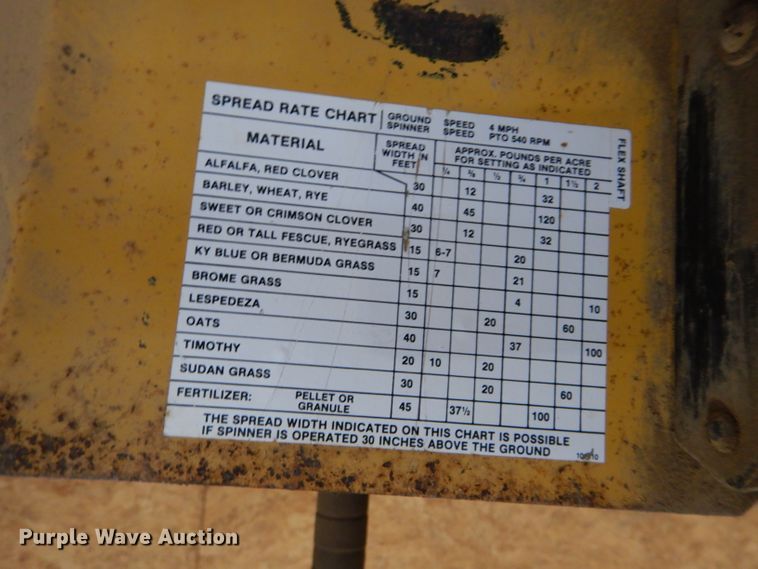 SPREAD RATE CHART
GROUND SPEED 4 MPH
SPINNER SPEED PTO 540 RPM
FLEX SHAFT
MATERIAL
SPREAD
WIDTH IN
FEET
APPROX. POUNDS PER ACRE
FOR SETTING AS INDICATED
¼ ⅜ ½ ¾ 1 1½ 2
ALFALFA, RED CLOVER 30 12 32
BARLEY, WHEAT, RYE 40 45 120
SWEET OR CRIMSON CLOVER 30 12 32
RED OR TALL FESCUE, RYEGRASS 15 6-7 20
KY BLUE OR BERMUDA GRASS 15 7 21
BROME GRASS 15 4 10
LESPEDEZA 30 20 60
OATS 40 37 100
TIMOTHY 20 10 20
SUDAN GRASS 30 20 60
FERTILIZER: PELLET OR
GRANULE 45 37½ 100
THE SPREAD WIDTH INDICATED ON THIS CHART IS POSSIBLE
IF SPINNER IS OPERATED 30 INCHES ABOVE THE GROUND
Purple Wave Auction